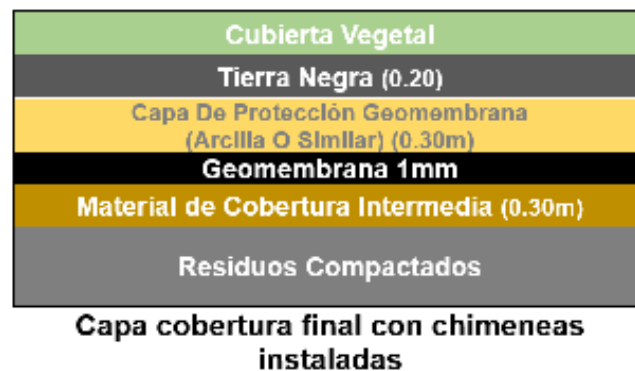 Cubierta Vegetal
Tierra Negra (0.20)
Capa De Protección Geomembrana
(Arcilla O Similar) (0.30m)
Geomembrana 1mm
Material de Cobertura Intermedia (0.30m)
Residuos Compactados
Capa cobertura final con chimeneas
instaladas